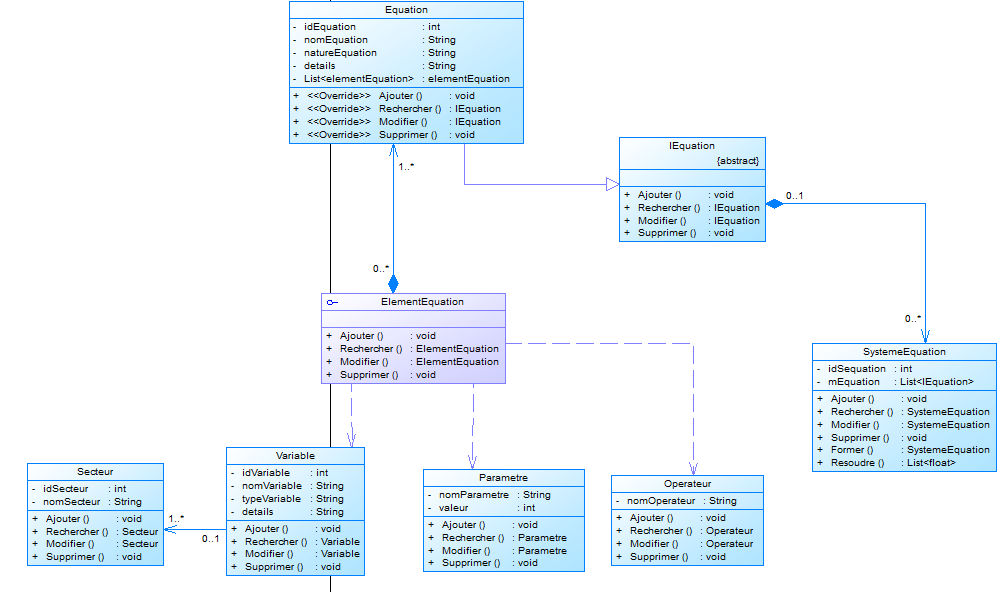 Equation
- idEquation : int
- nomEquation : String
- natureEquation : String
- details : String
- List<elementEquation> : elementEquation
+ <<Override>> Ajouter () : void
+ <<Override>> Rechercher () : IEquation
+ <<Override>> Modifier () : IEquation
+ <<Override>> Supprimer () : void
1..*
IEquation
{abstract}
+ Ajouter () : void
+ Rechercher () : IEquation
+ Modifier () : IEquation
+ Supprimer () : void
0..1
0..*
ElementEquation
+ Ajouter () : void
+ Rechercher () : ElementEquation
+ Modifier () : ElementEquation
+ Supprimer () : void
0..*
SystemeEquation
- idSequation : int
- mEquation : List<IEquation>
+ Ajouter () : void
+ Rechercher () : SystemeEquation
+ Modifier () : SystemeEquation
+ Supprimer () : void
+ Former () : SystemeEquation
+ Resoudre () : List<float>
Secteur
- idSecteur : int
- nomSecteur : String
+ Ajouter () : void
+ Rechercher () : Secteur
+ Modifier () : Secteur
+ Supprimer () : void
1..*
0..1
Variable
- idVariable : int
- nomVariable : String
- typeVariable : String
- details : String
+ Ajouter () : void
+ Rechercher () : Variable
+ Modifier () : Variable
+ Supprimer () : void
Parametre
- nomParametre : String
- valeur : int
+ Ajouter () : void
+ Rechercher () : Parametre
+ Modifier () : Parametre
+ Supprimer () : void
Operateur
- nomOperateur : String
+ Ajouter () : void
+ Rechercher () : Operateur
+ Modifier () : Operateur
+ Supprimer () : void